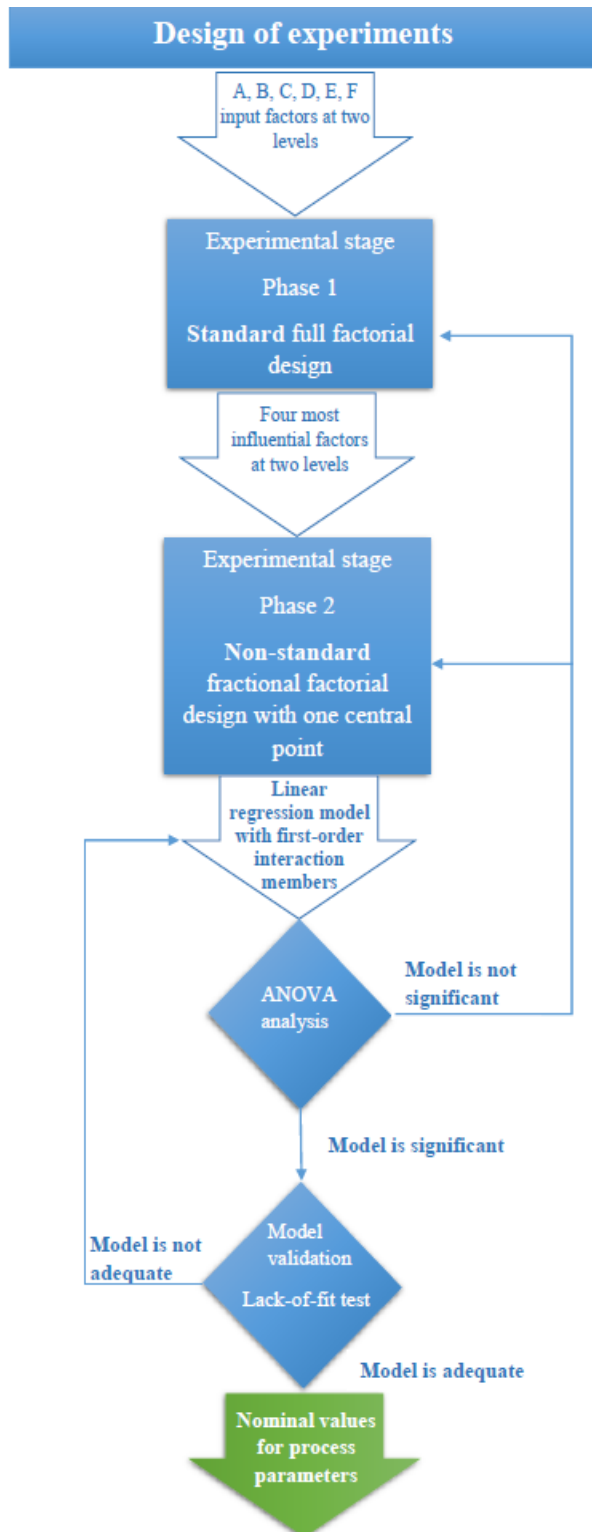 Design of experiments
A, B, C, D, E, F
input factors at two
levels
Experimental stage
Phase 1
Standard full factorial
design
Four most
influential factors
at two levels
Experimental stage
Phase 2
Non-standard
fractional factorial
design with one central
point
Linear
regression model
with first-order
interaction
members
ANOVA
analysis
Model is not
significant
Model is significant
Model
validation
Lack-of-fit test
Model is not
adequate
Model is adequate
Nominal values
for process
parameters